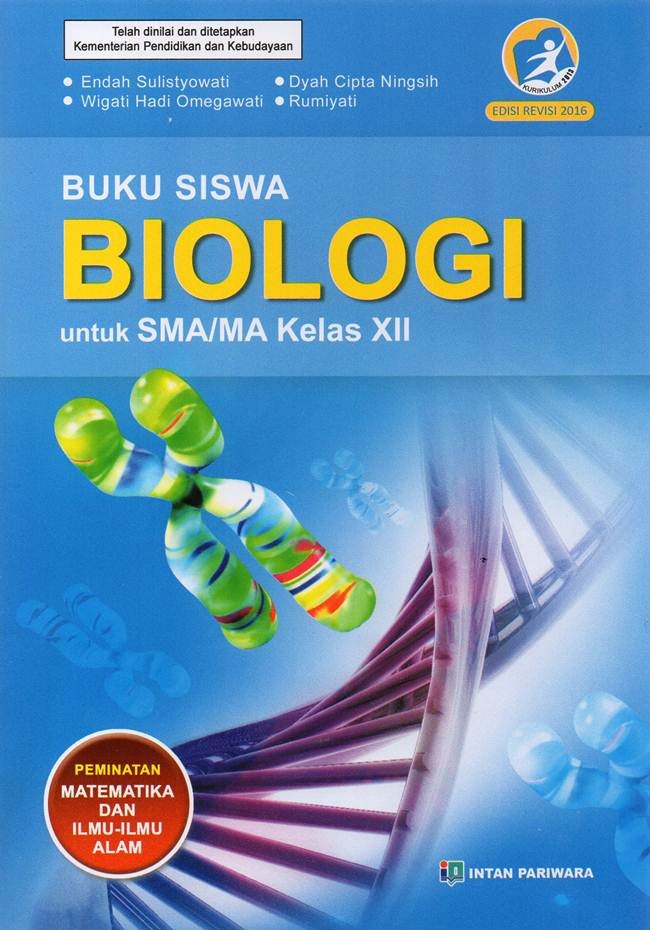 Telah dinilai dan ditetapkan
Kementerian Pendidikan dan Kebudayaan
• Endah Sulistyowati • Dyah Cipta Ningsih
• Wigati Hadi Omegawati • Rumiyati
KURIKULUM 2013
EDISI REVISI 2016
BUKU SISWA
BIOLOGI
untuk SMA/MA Kelas XII
PEMINATAN
MATEMATIKA
DAN
ILMU-ILMU
ALAM
INTAN PARIWARA